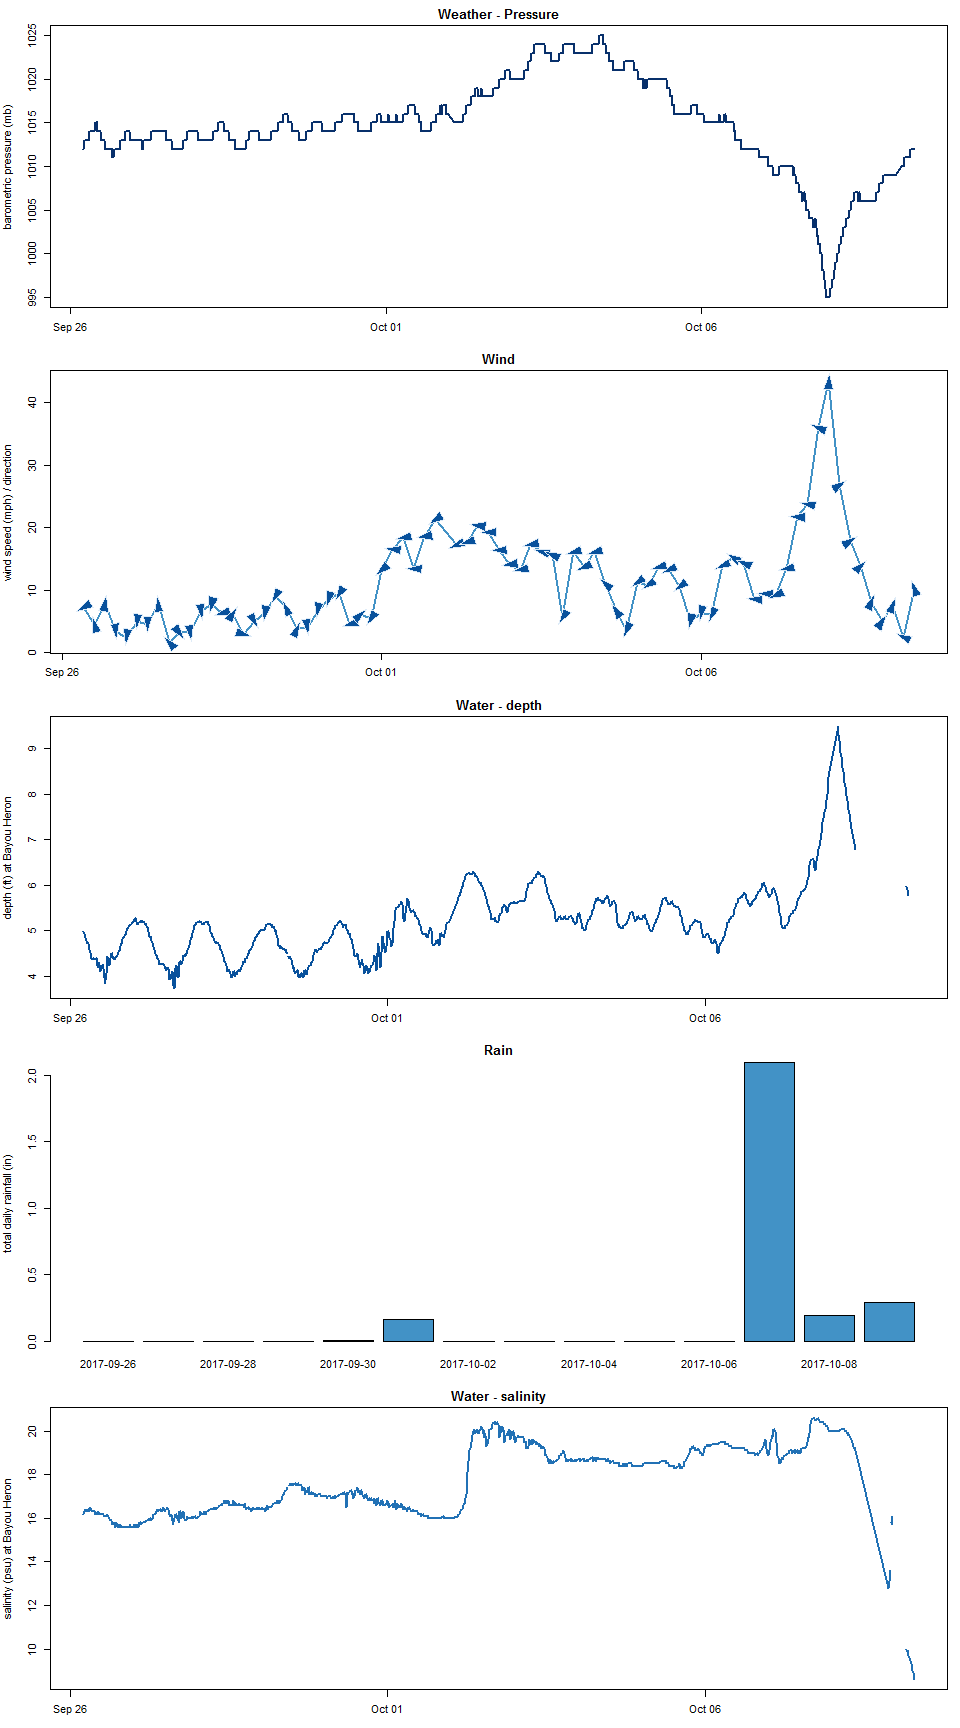 Weather - Pressure
barometric pressure (mb)
1025
1020
1015
1010
1005
1000
995
Sep 26 Oct 01 Oct 06
Wind
wind speed (mph) / direction
40
30
20
10
0
Sep 26 Oct 01 Oct 06
Water - depth
depth (ft) at Bayou Heron
9
8
7
6
5
4
Sep 26 Oct 01 Oct 06
Rain
total daily rainfall (in)
2.0
1.5
1.0
0.5
0.0
2017-09-26 2017-09-28 2017-09-30 2017-10-02 2017-10-04 2017-10-06 2017-10-08
Water - salinity
salinity (psu) at Bayou Heron
20
18
16
14
12
10
Sep 26 Oct 01 Oct 06